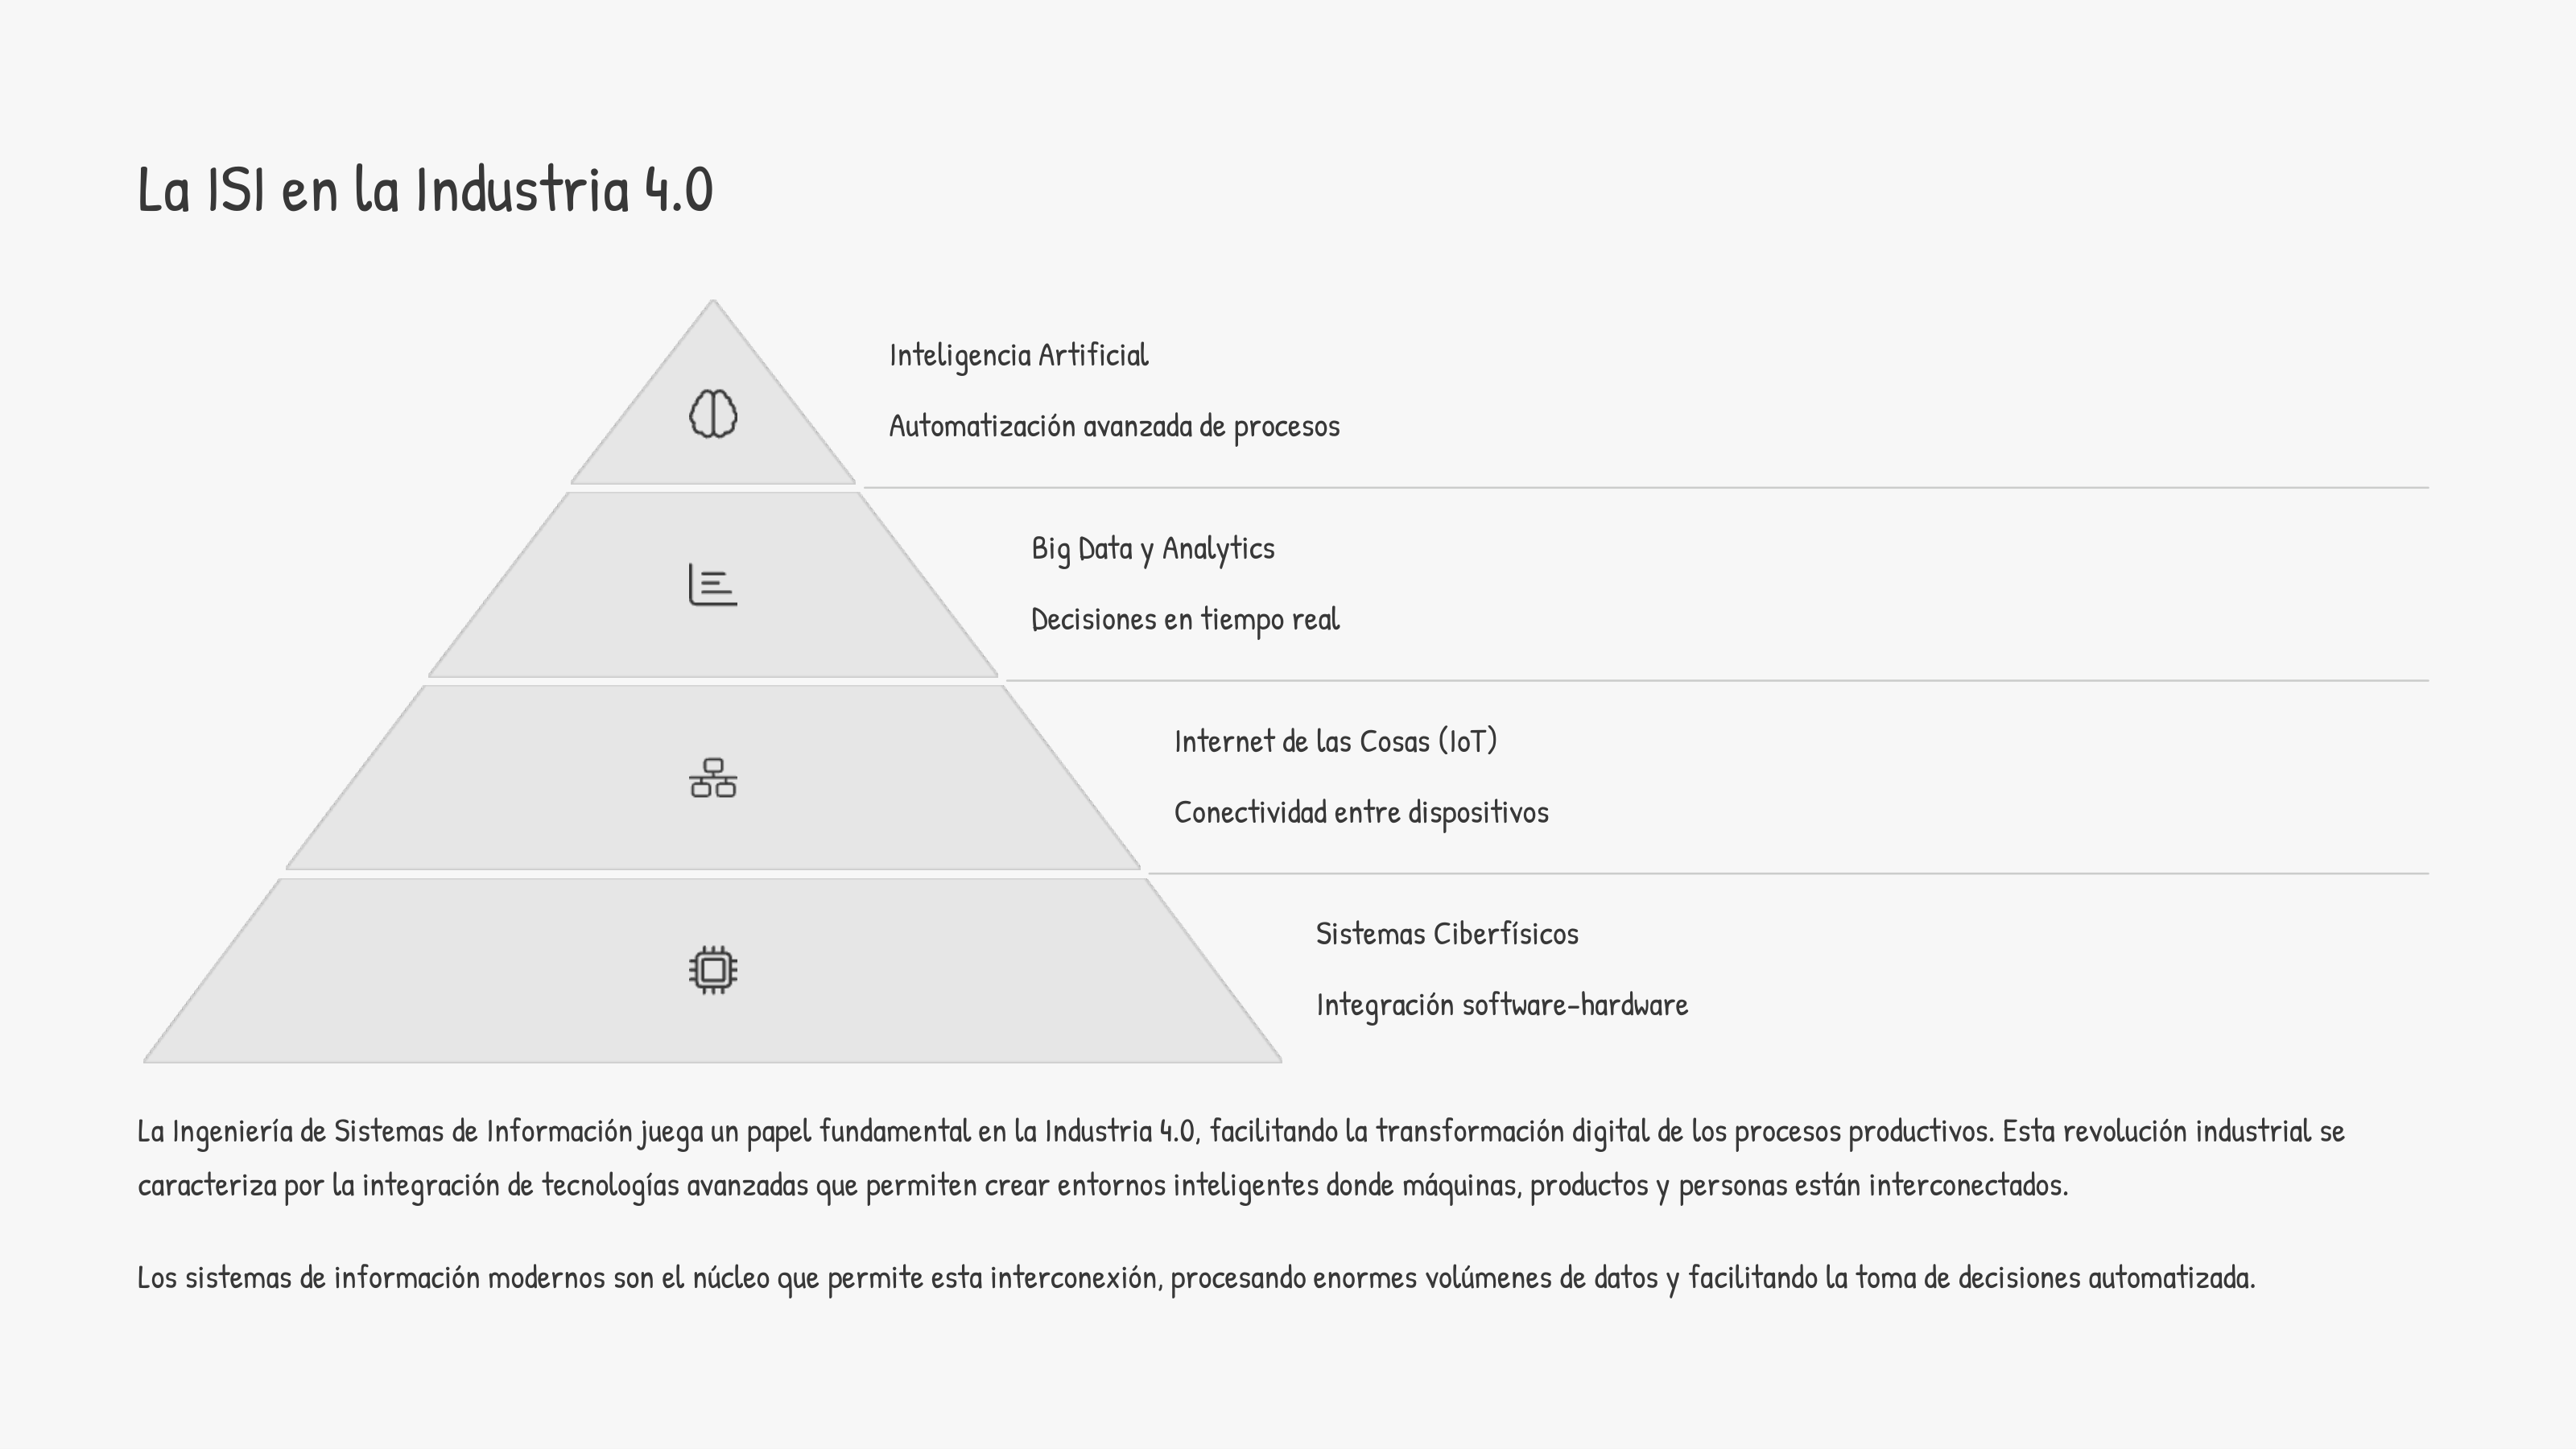 La ISI en la Industria 4.0
Inteligencia Artificial
Automatización avanzada de procesos
Big Data y Analytics
Decisiones en tiempo real
Internet de las Cosas (IoT)
Conectividad entre dispositivos
Sistemas Ciberfísicos
Integración software-hardware
La Ingeniería de Sistemas de Información juega un papel fundamental en la Industria 4.0, facilitando la transformación digital de los procesos productivos. Esta revolución industrial se
caracteriza por la integración de tecnologías avanzadas que permiten crear entornos inteligentes donde máquinas, productos y personas están interconectados.
Los sistemas de información modernos son el núcleo que permite esta interconexión, procesando enormes volúmenes de datos y facilitando la toma de decisiones automatizada.